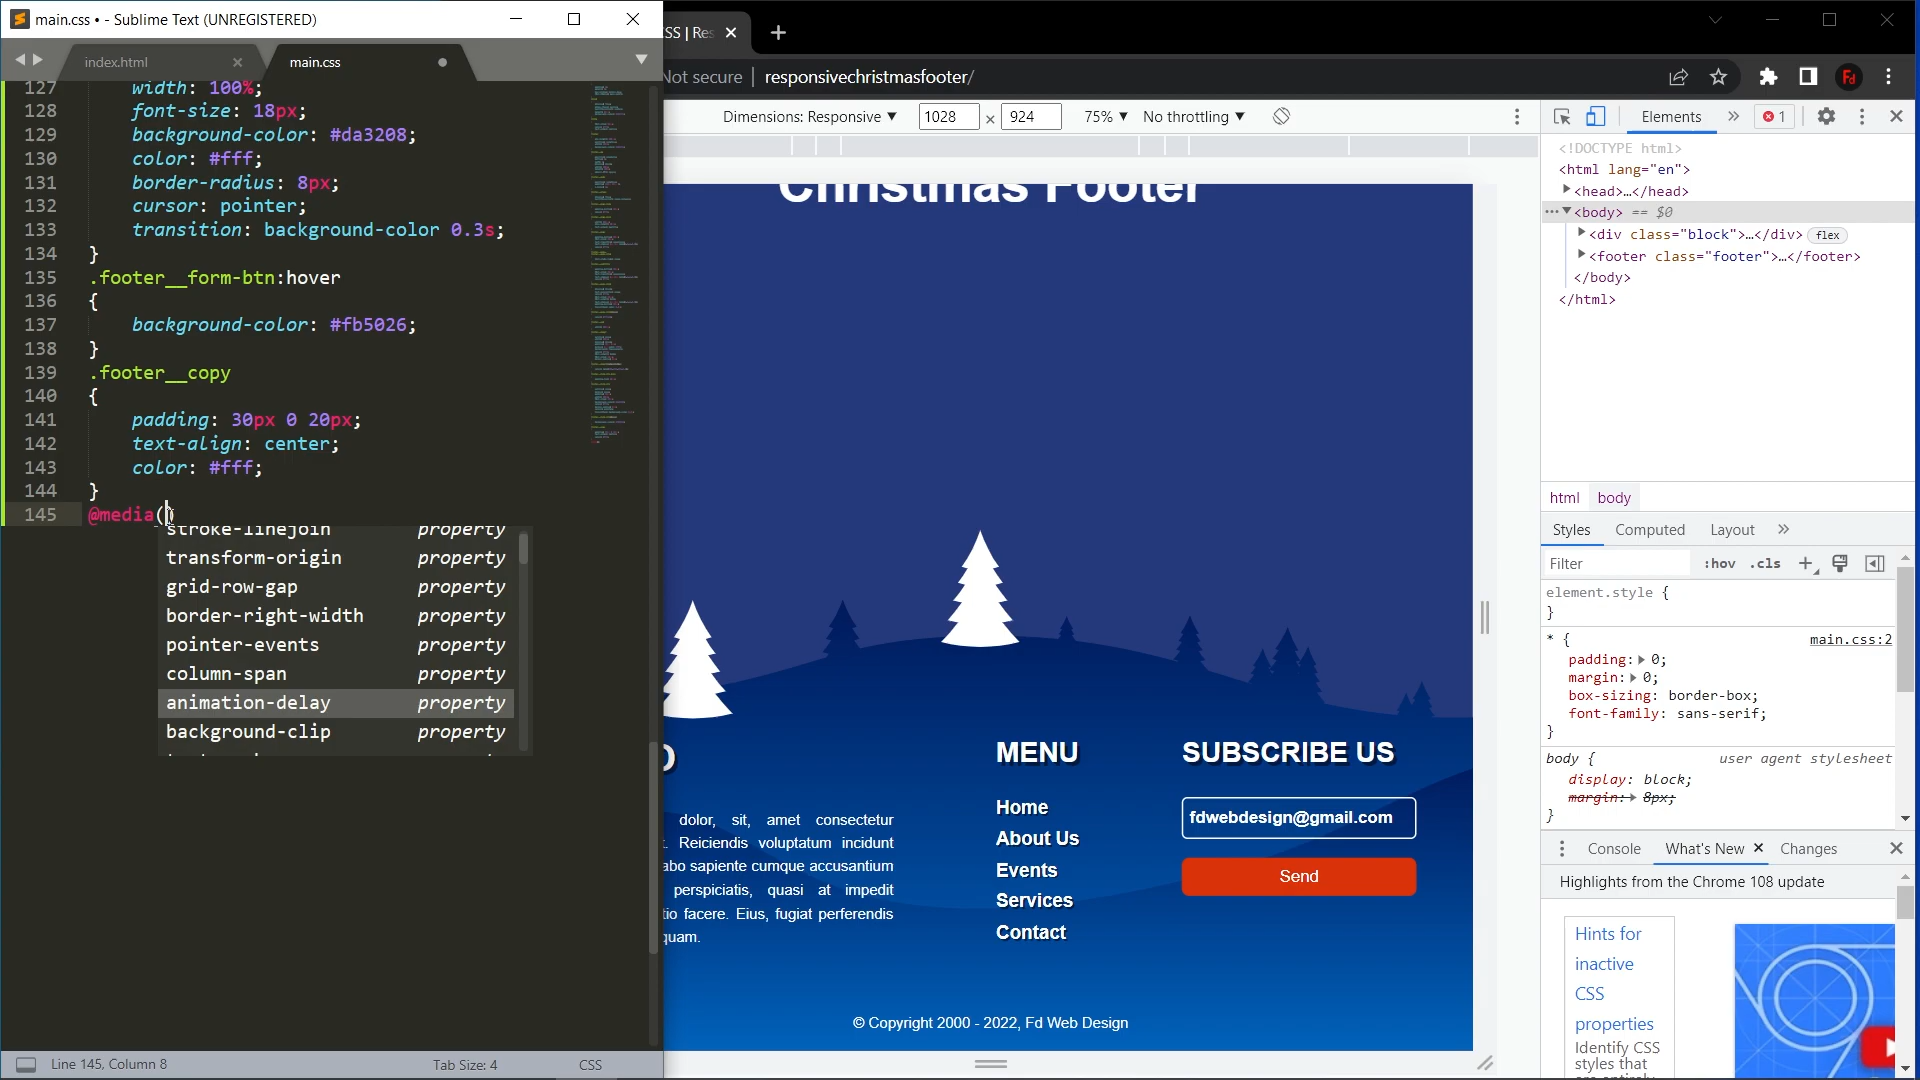 main.css • - Sublime Text (UNREGISTERED)
index.html
main.css
127 width: 100%;
128 font-size: 18px;
129 background-color: #da3208;
130 color: #fff;
131 border-radius: 8px;
132 cursor: pointer;
133 transition: background-color 0.3s;
134 }
135 .footer__form-btn:hover
136 {
137 background-color: #fb5026;
138 }
139 .footer__copy
140 {
141 padding: 30px 0 20px;
142 text-align: center;
143 color: #fff;
144 }
145 @media()
stroke-linejoin property
transform-origin property
grid-row-gap property
border-right-width property
pointer-events property
column-span property
animation-delay property
background-clip property
Line 145, Column 8
Tab Size: 4
CSS
SS | Res
Not secure | responsivechristmasfooter/
Fd
Dimensions: Responsive ▼ 1028 × 924 75% ▼ No throttling ▼
Christmas Footer
MENU
Home
About Us
Events
Services
Contact
SUBSCRIBE US
fdwebdesign@gmail.com
Send
dolor, sit, amet consectetur
Reiciendis voluptatum incidunt
abo sapiente cumque accusantium
perspiciatis, quasi at impedit
tio facere. Eius, fugiat perferendis
quam.
© Copyright 2000 - 2022, Fd Web Design
Elements » 1
<!DOCTYPE html>
<html lang="en">
<head>…</head>
<body> == $0
<div class="block">…</div> flex
<footer class="footer">…</footer>
</body>
</html>
html body
Styles Computed Layout »
Filter :hov .cls +
element.style {
}
* { main.css:2
padding: 0;
margin: 0;
box-sizing: border-box;
font-family: sans-serif;
}
body { user agent stylesheet
display: block;
margin: 8px;
}
Console What's New × Changes
Highlights from the Chrome 108 update
Hints for
inactive
CSS
properties
Identify CSS
styles that